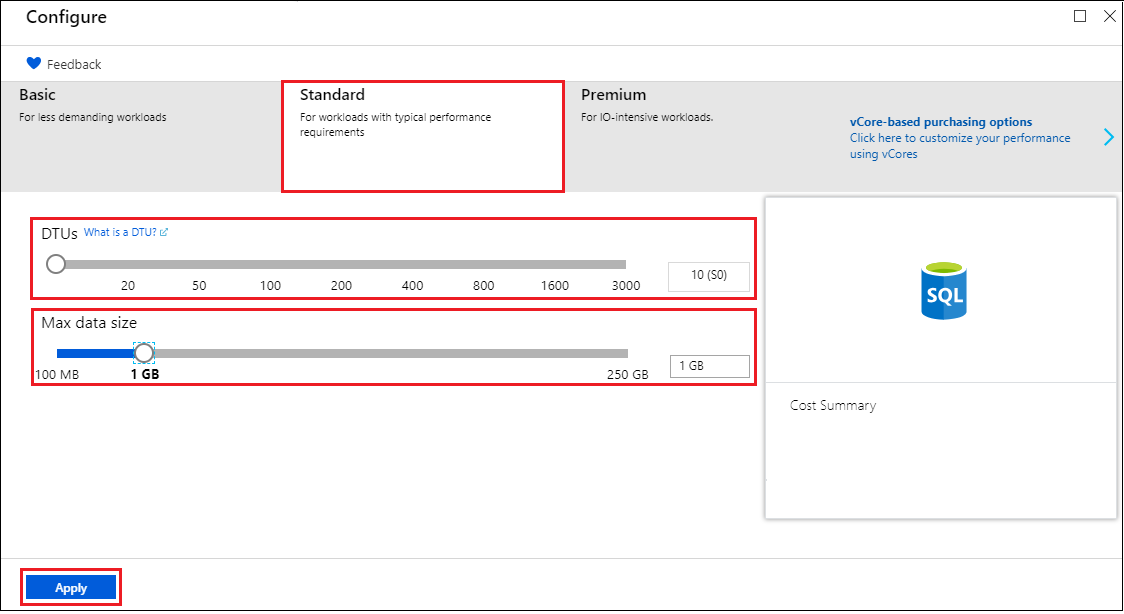 Configure
Feedback
Basic
For less demanding workloads
Standard
For workloads with typical performance
requirements
Premium
For IO-intensive workloads.
vCore-based purchasing options
Click here to customize your performance
using vCores
DTUs What is a DTU?
20 50 100 200 400 800 1600 3000
10 (S0)
Max data size
100 MB 1 GB 250 GB
1 GB
SQL
Cost Summary
Apply